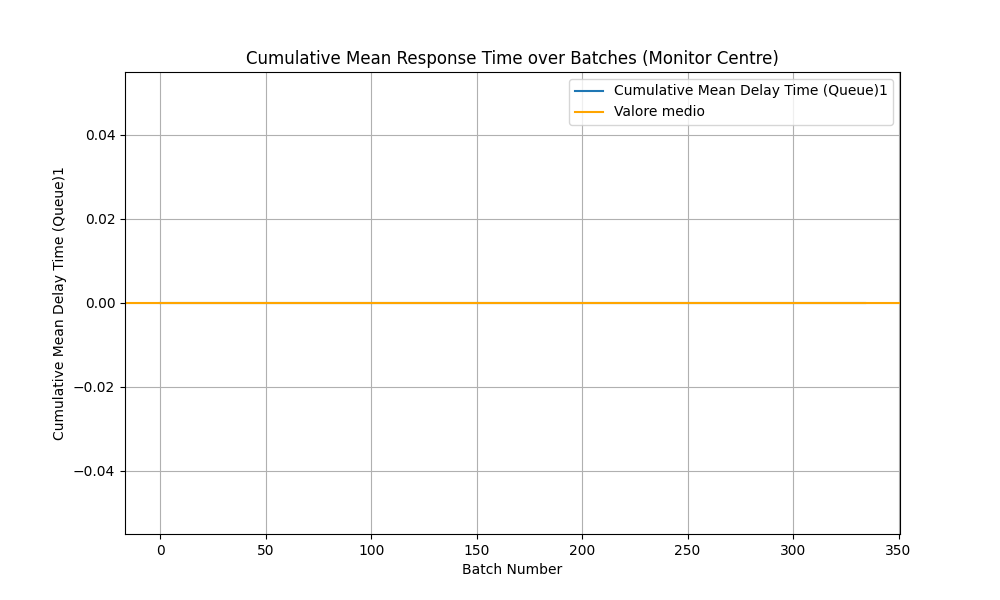 Cumulative Mean Response Time over Batches (Monitor Centre)
Cumulative Mean Delay Time (Queue)1
Valore medio
Cumulative Mean Delay Time (Queue)1
0.04
0.02
0.00
−0.02
−0.04
0 50 100 150 200 250 300 350
Batch Number